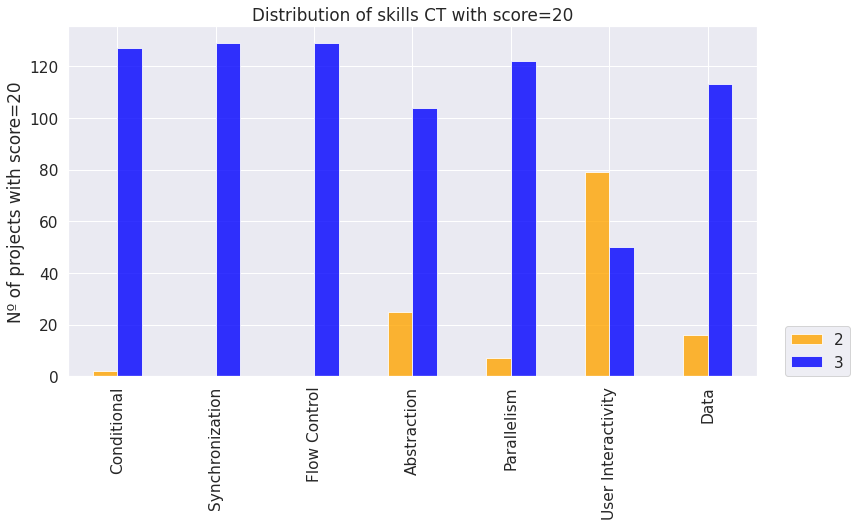 Distribution of skills CT with score=20
Nº of projects with score=20
120
100
80
60
40
20
0
Conditional
Synchronization
Flow Control
Abstraction
Parallelism
User Interactivity
Data
2
3